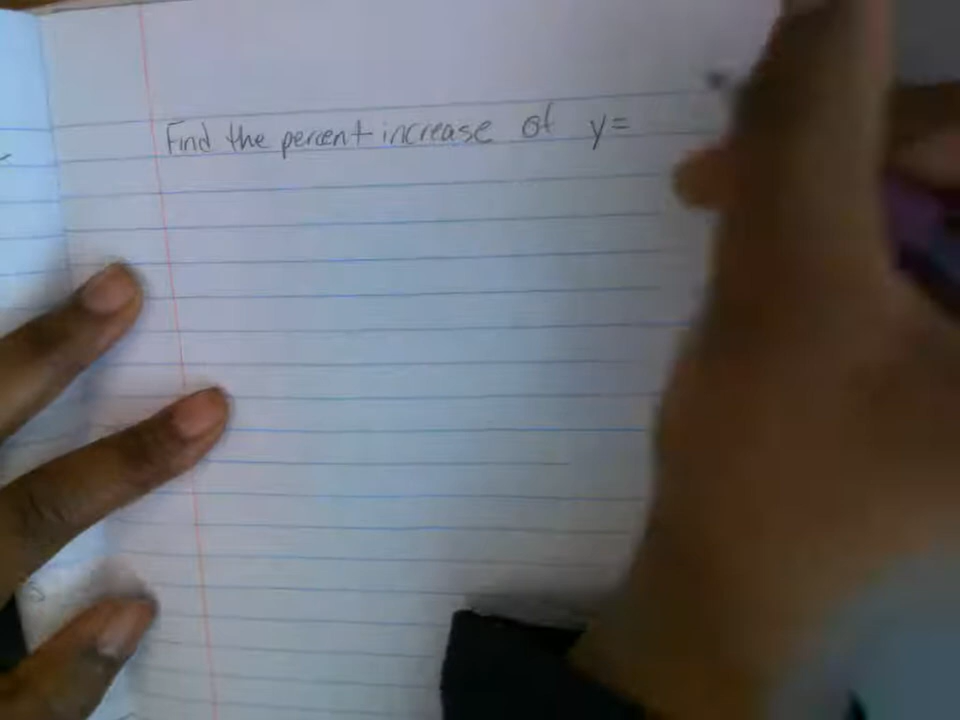 Find the percent increase of y=